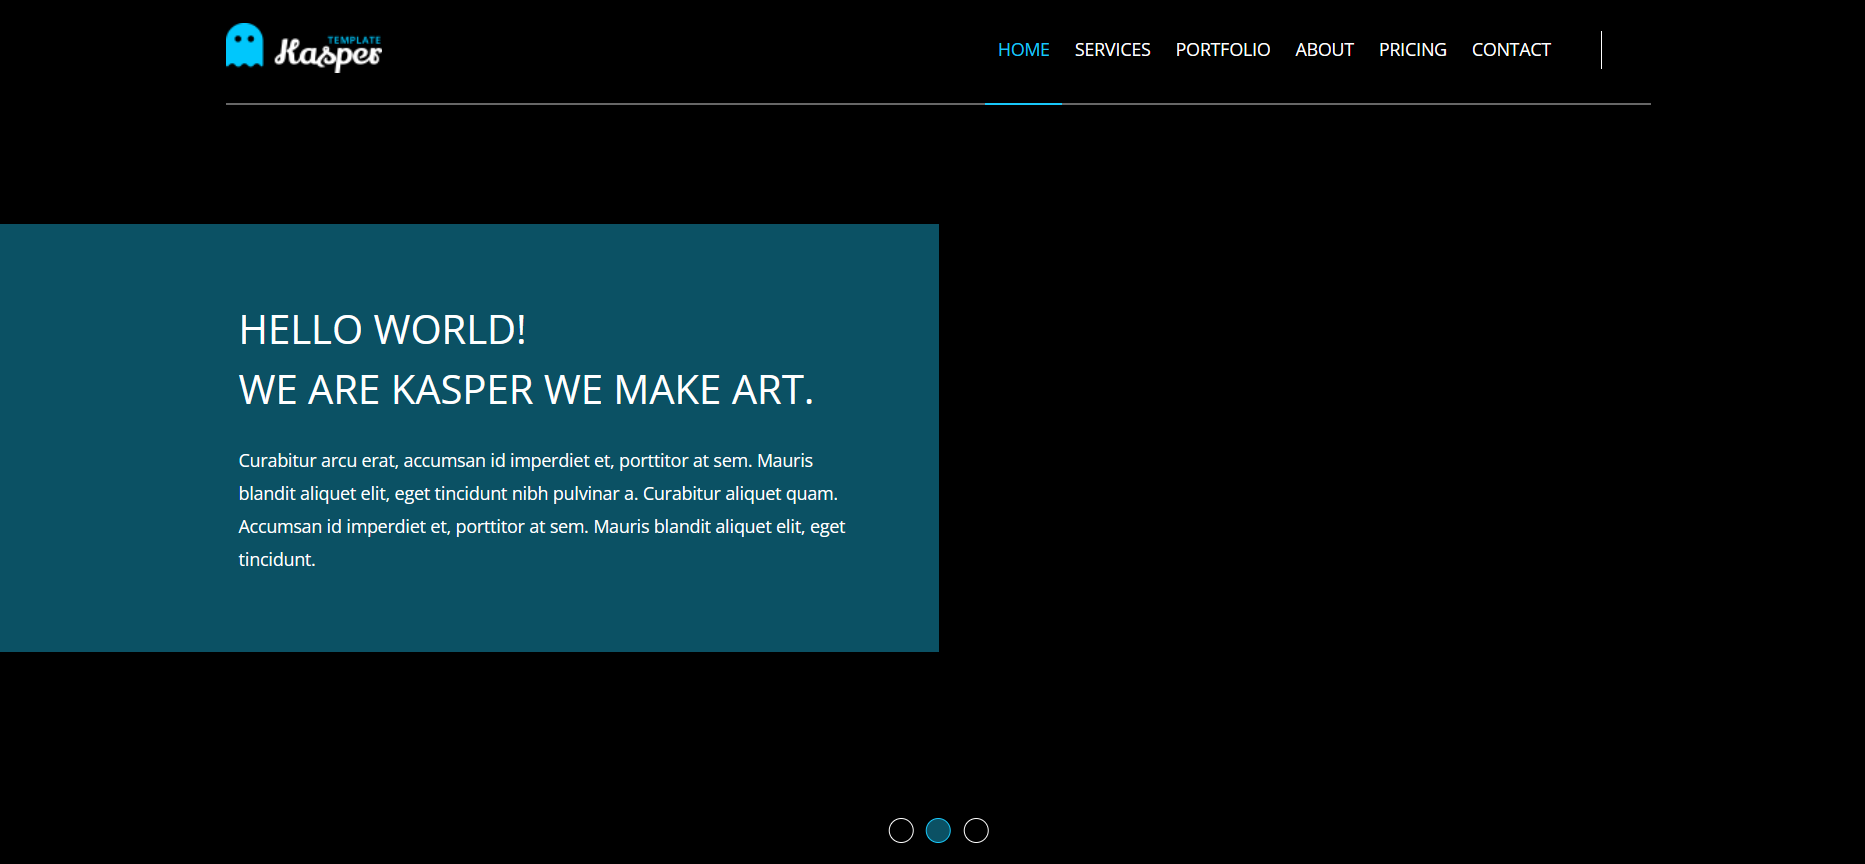 TEMPLATE
Kasper
HOME SERVICES PORTFOLIO ABOUT PRICING CONTACT
HELLO WORLD!
WE ARE KASPER WE MAKE ART.
Curabitur arcu erat, accumsan id imperdiet et, porttitor at sem. Mauris
blandit aliquet elit, eget tincidunt nibh pulvinar a. Curabitur aliquet quam.
Accumsan id imperdiet et, porttitor at sem. Mauris blandit aliquet elit, eget
tincidunt.